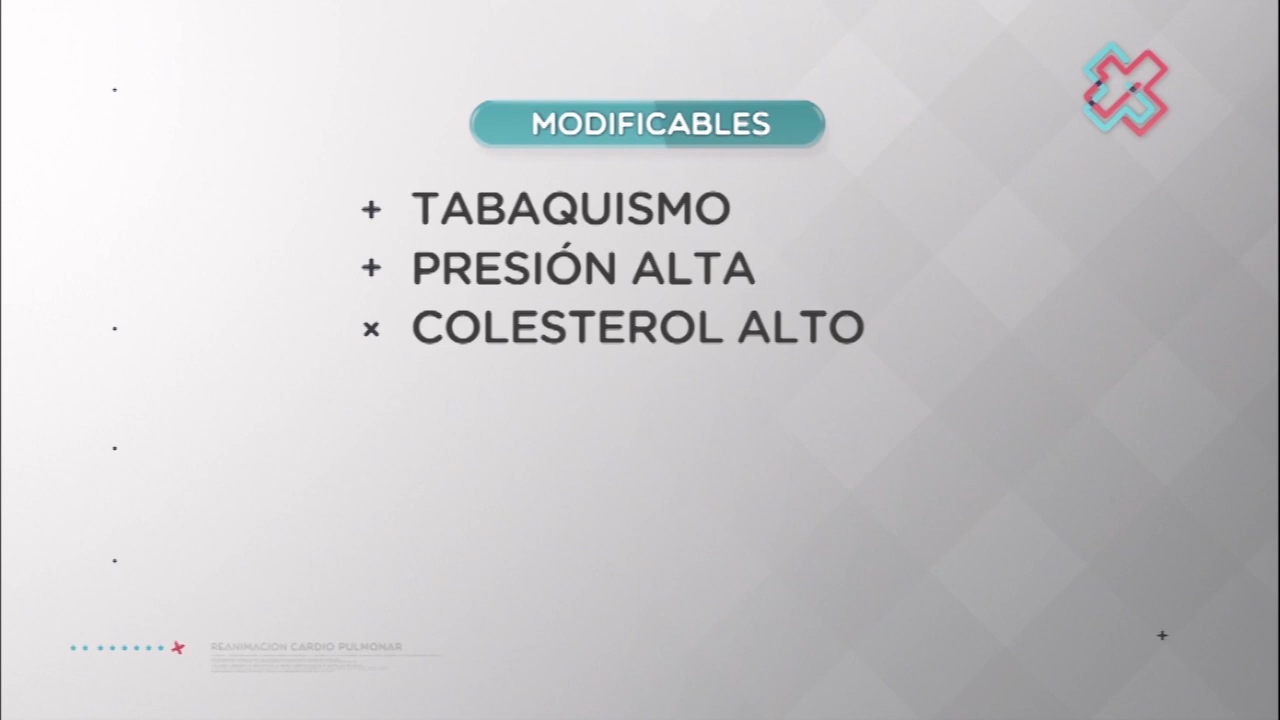 MODIFICABLES
+ TABAQUISMO
+ PRESIÓN ALTA
× COLESTEROL ALTO
REANIMACION CARDIO PULMONAR